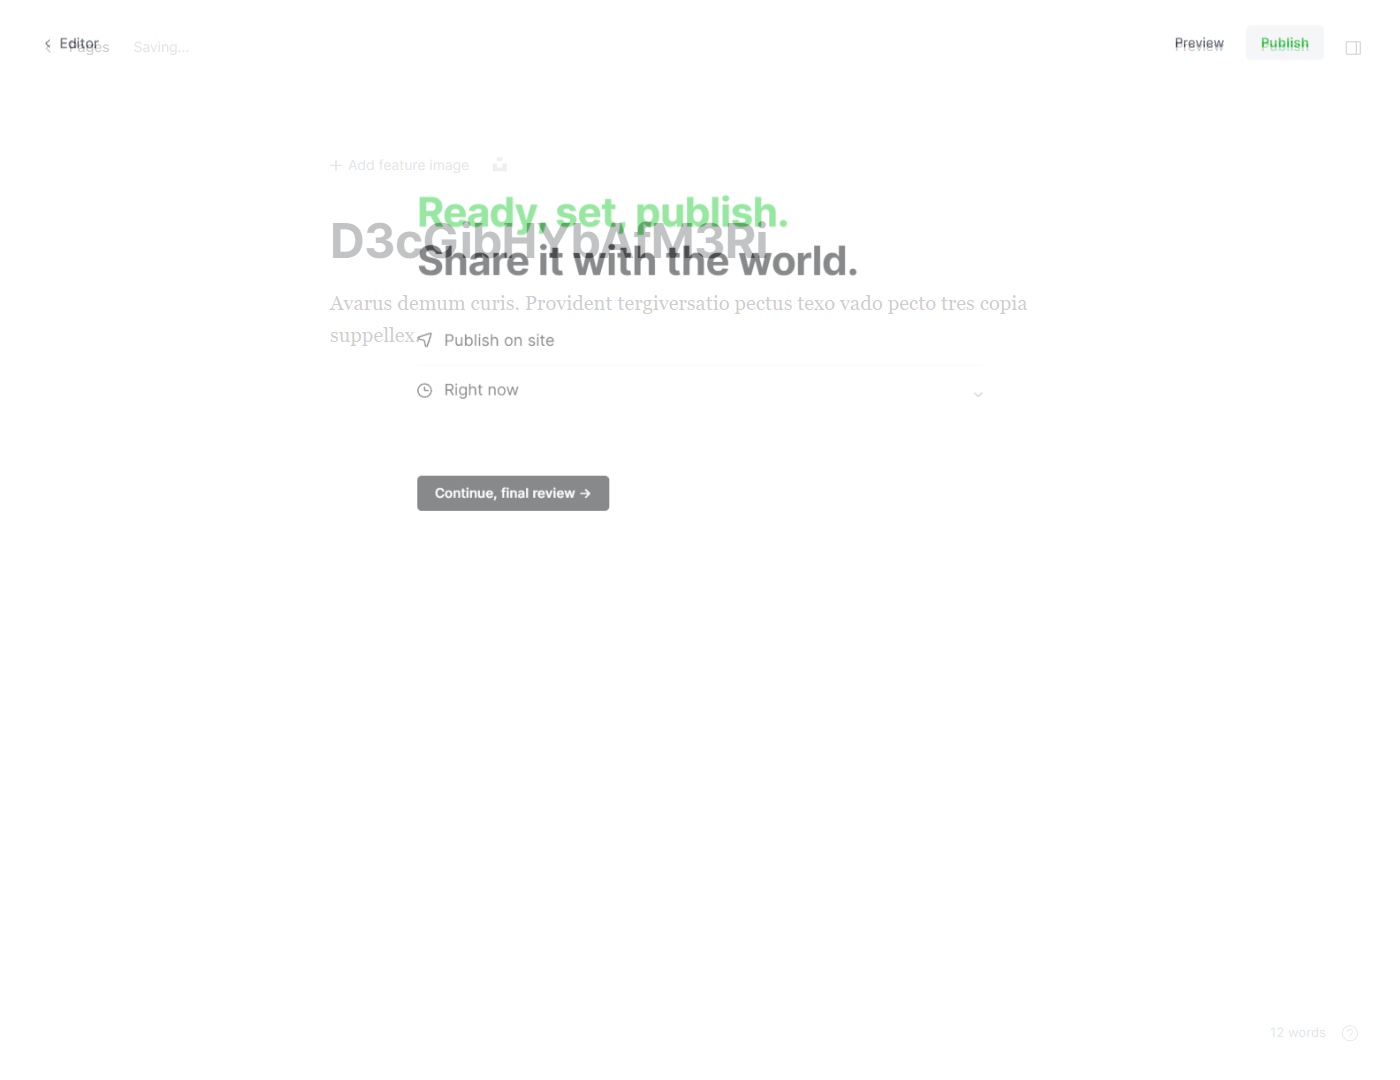 Editor
Pages
Saving...
Preview
Publish
Preview
Publish
Add feature image
Ready, set, publish.
D3cGibHYbAfM3Ri
Share it with the world.
Avarus demum curis. Provident tergiversatio pectus texo vado pecto tres copia
suppellex.
Publish on site
Right now
Continue, final review →
12 words